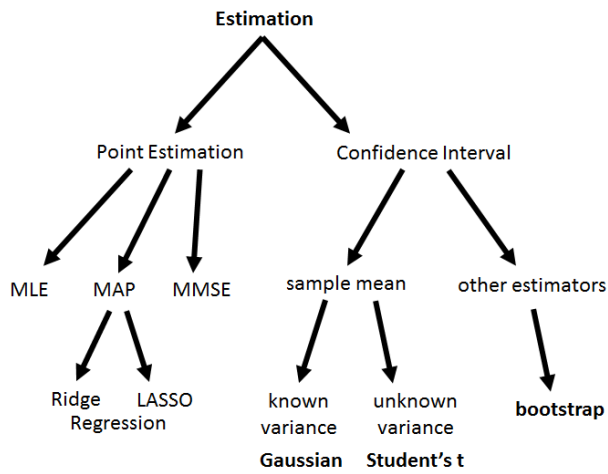 Estimation
Point Estimation
Confidence Interval
MLE
MAP
MMSE
sample mean
other estimators
Ridge
LASSO
Regression
known
variance
unknown
variance
bootstrap
Gaussian
Student's t